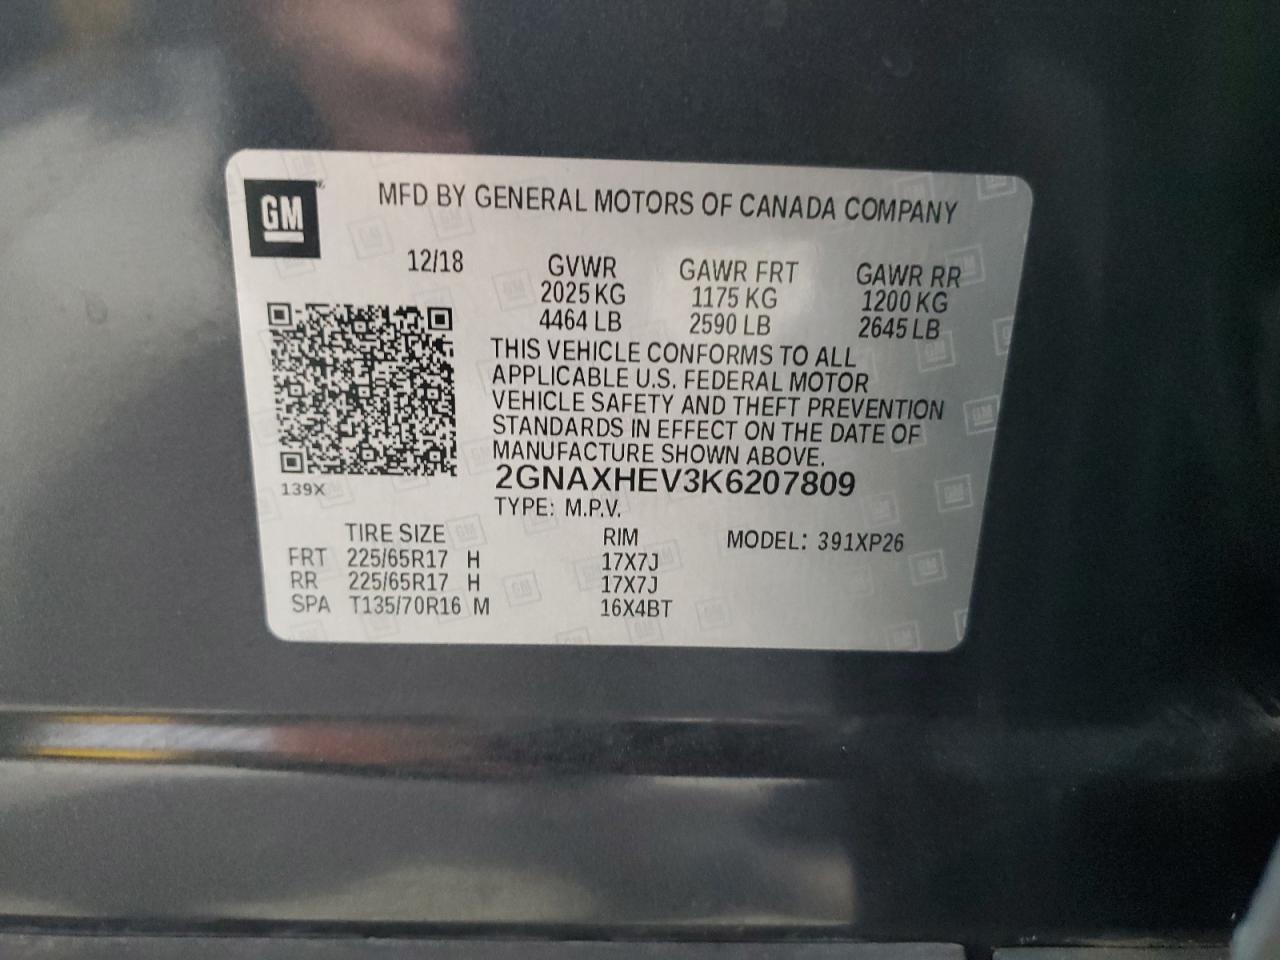 GM
MFD BY GENERAL MOTORS OF CANADA COMPANY
12/18 GVWR GAWR FRT GAWR RR
2025 KG 1175 KG 1200 KG
4464 LB 2590 LB 2645 LB
THIS VEHICLE CONFORMS TO ALL
APPLICABLE U.S. FEDERAL MOTOR
VEHICLE SAFETY AND THEFT PREVENTION
STANDARDS IN EFFECT ON THE DATE OF
MANUFACTURE SHOWN ABOVE.
139X
2GNAXHEV3K6207809
TYPE: M.P.V.
TIRE SIZE RIM MODEL: 391XP26
FRT 225/65R17 H 17X7J
RR 225/65R17 H 17X7J
SPA T135/70R16 M 16X4BT